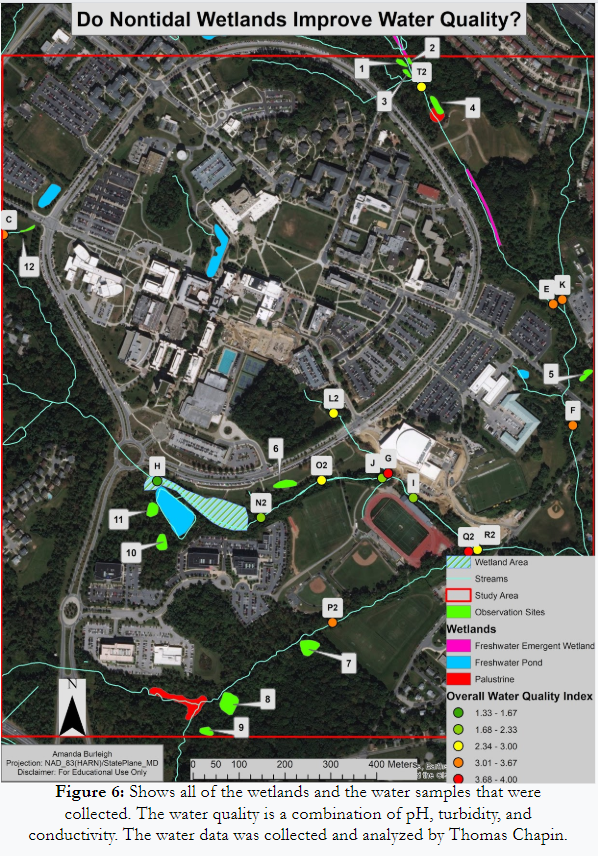 Do Nontidal Wetlands Improve Water Quality?
2
1
T2
3
4
C
12
E
K
5
L2
F
6
H
O2
J
G
I
N2
11
10
Q2
R2
P2
7
8
9
N
Wetland Area
Streams
Study Area
Observation Sites
Wetlands
Freshwater Emergent Wetland
Freshwater Pond
Palustrine
Overall Water Quality Index
1.33 - 1.67
1.68 - 2.33
2.34 - 3.00
3.01 - 3.67
3.68 - 4.00
Amanda Burleigh
Projection: NAD_83(HARN)/StatePlane_MD
Disclaimer: For Educational Use Only
0 50 100 200 300 400 Meters
Figure 6: Shows all of the wetlands and the water samples that were
collected. The water quality is a combination of pH, turbidity, and
conductivity. The water data was collected and analyzed by Thomas Chapin.